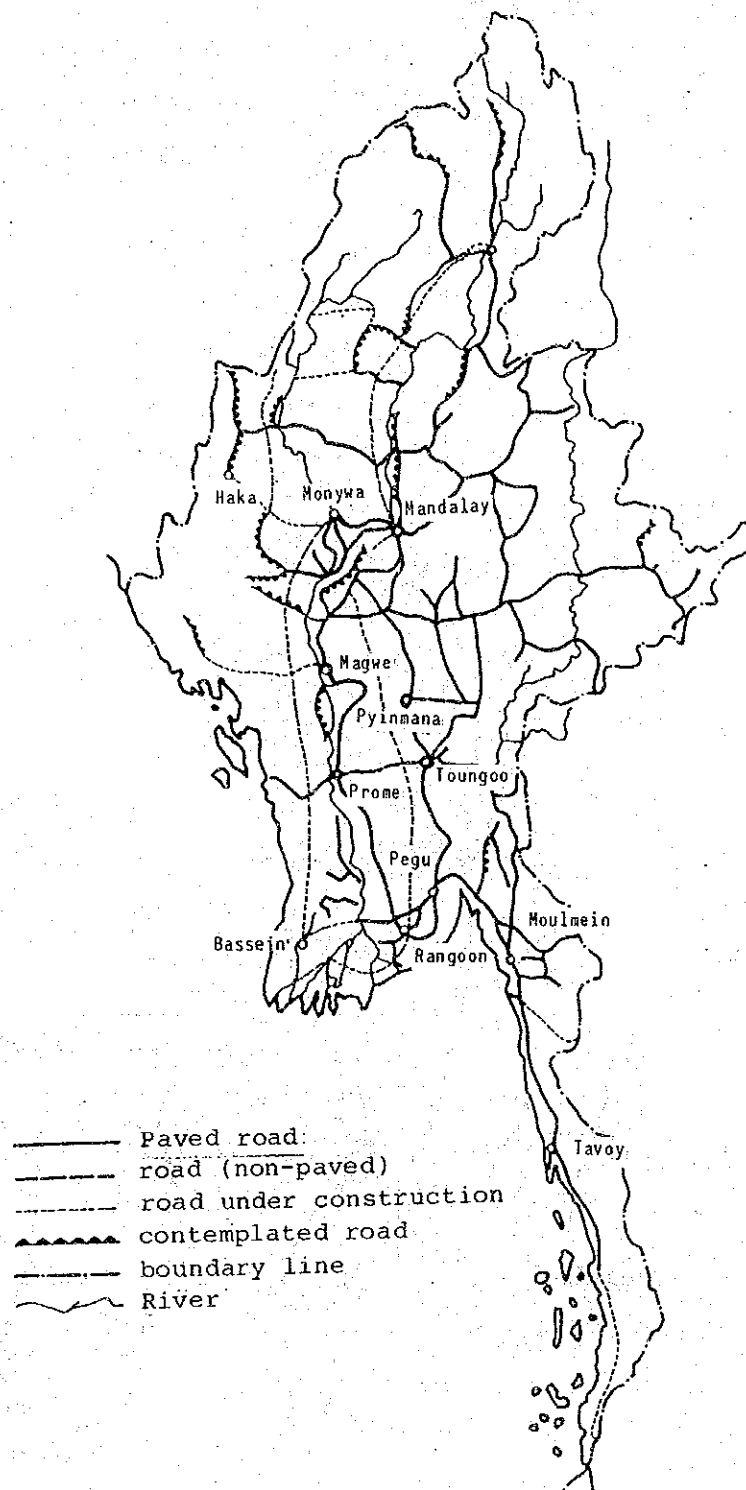 Haka
Monywa
Mandalay
Magwe
Pyinmana
Toungoo
Prome
Pegu
Moulmein
Bassein
Rangoon
Tavoy
Paved road
road (non-paved)
road under construction
contemplated road
boundary line
River